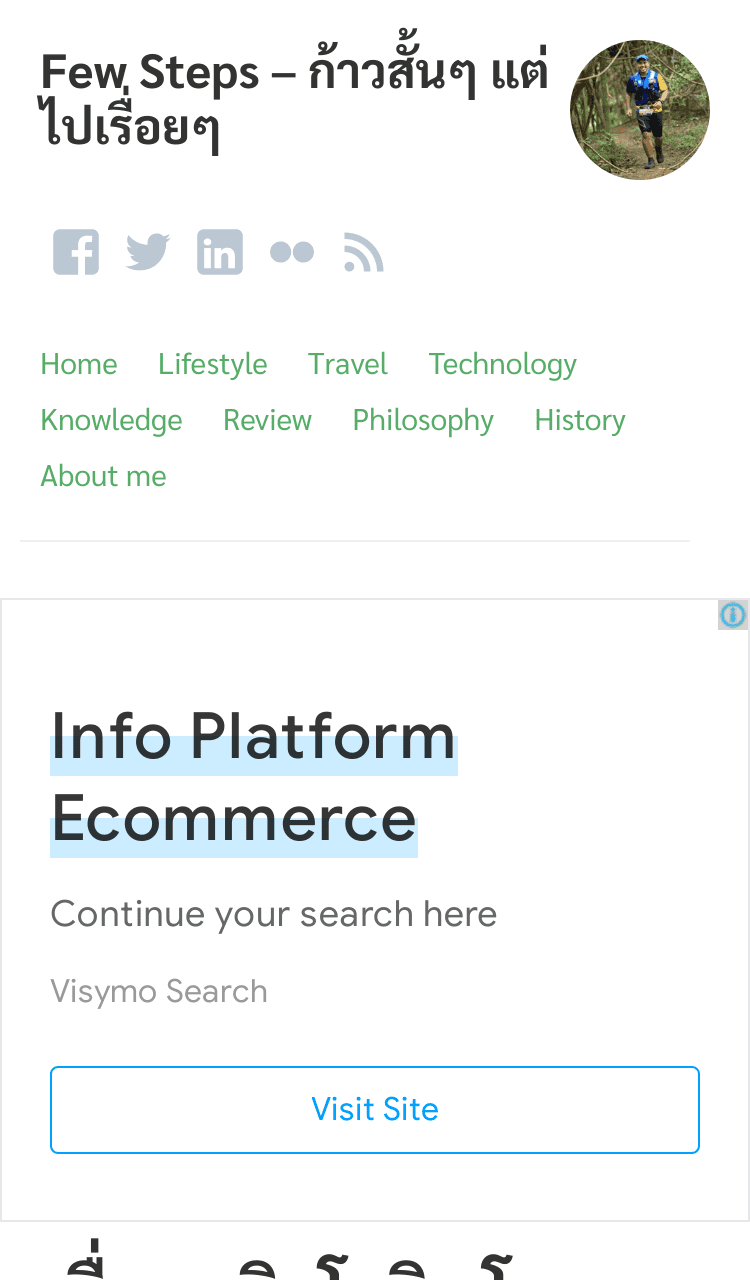 Few Steps – ก้าวสั้นๆ แต่
ไปเรื่อยๆ
Home Lifestyle Travel Technology
Knowledge Review Philosophy History
About me
Info Platform
Ecommerce
Continue your search here
Visymo Search
Visit Site